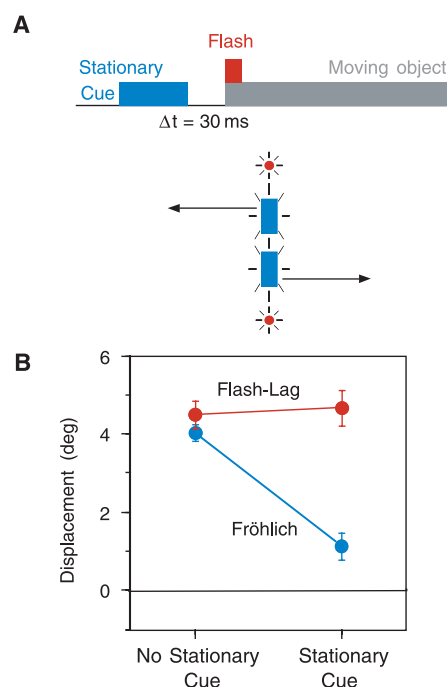 A
Flash
Stationary
Cue
Moving object
Δt = 30 ms
B
6
4
2
0
Displacement (deg)
Flash-Lag
Fröhlich
No Stationary
Cue
Stationary
Cue